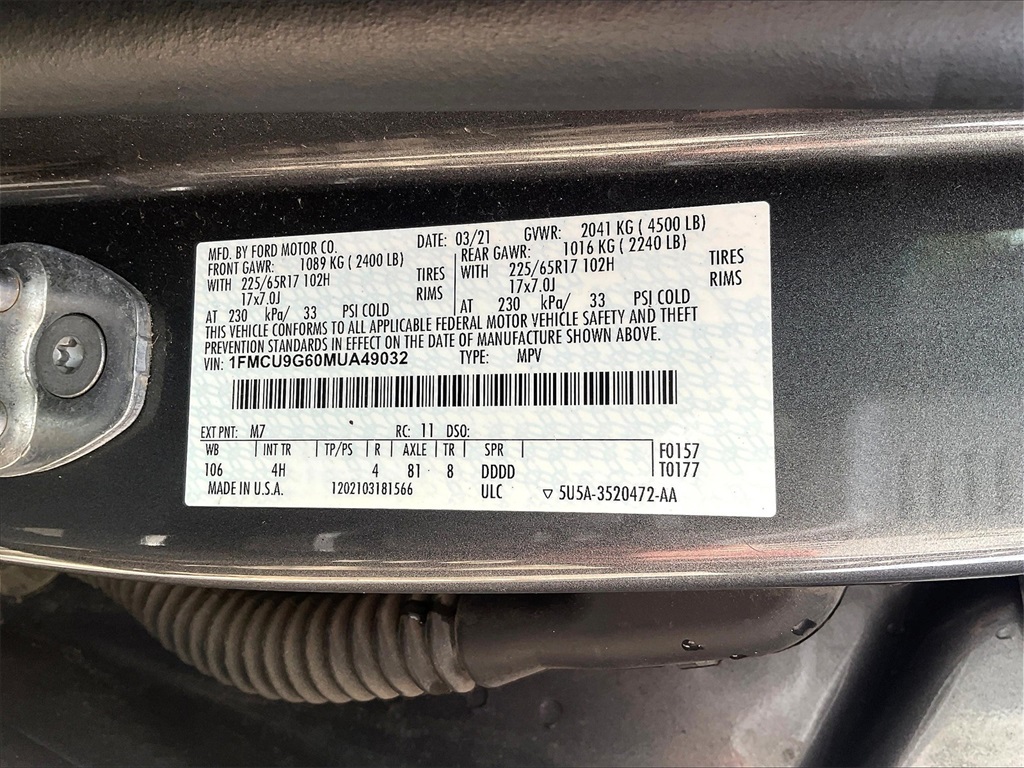 MFD. BY FORD MOTOR CO. DATE: 03/21 GVWR: 2041 KG ( 4500 LB)
FRONT GAWR: 1089 KG ( 2400 LB) REAR GAWR: 1016 KG ( 2240 LB)
WITH 225/65R17 102H TIRES WITH 225/65R17 102H TIRES
17x7.0J RIMS 17x7.0J RIMS
AT 230 kPa/ 33 PSI COLD AT 230 kPa/ 33 PSI COLD
THIS VEHICLE CONFORMS TO ALL APPLICABLE FEDERAL MOTOR VEHICLE SAFETY AND THEFT
PREVENTION STANDARDS IN EFFECT ON THE DATE OF MANUFACTURE SHOWN ABOVE.
VIN: 1FMCU9G60MUA49032 TYPE: MPV
EXT PNT: M7 RC: 11 DSO:
WB INT TR TP/PS R AXLE TR SPR F0157
106 4H 4 81 8 DDDD T0177
MADE IN U.S.A. 1202103181566 ULC ▽ 5U5A-3520472-AA